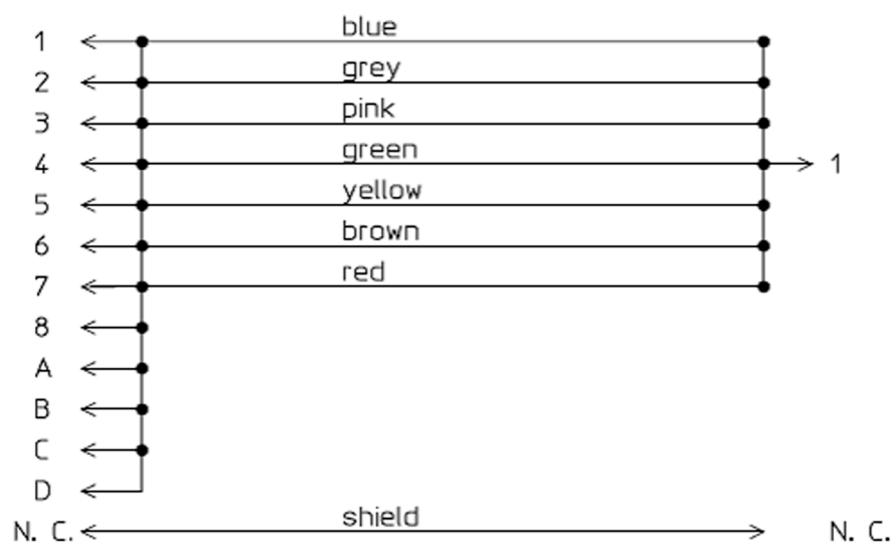 blue
1
grey
2
pink
3
green
4
1
yellow
5
brown
6
red
7
8
A
B
C
D
shield
N. C.
N. C.